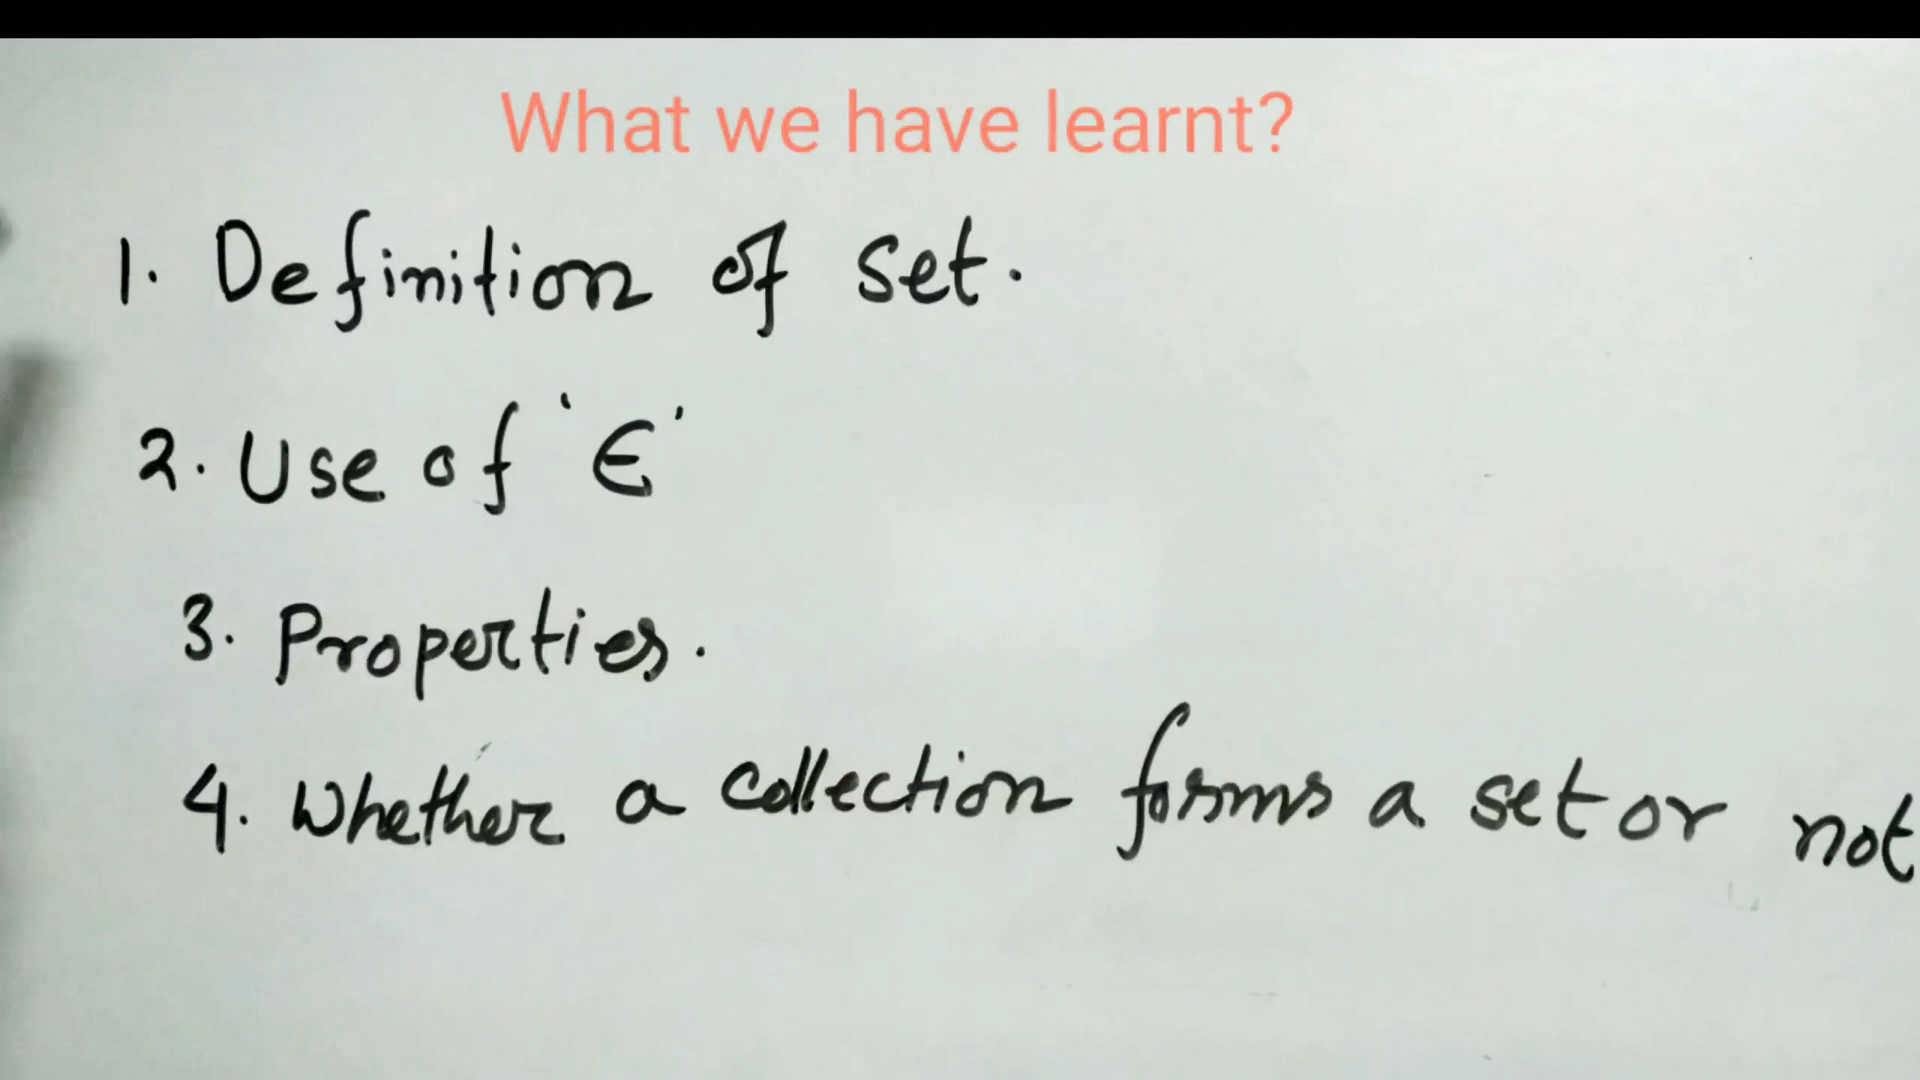 What we have learnt?
1. Definition of set.
2. Use of '∈'
3. Properties.
4. Whether a collection forms a set or not